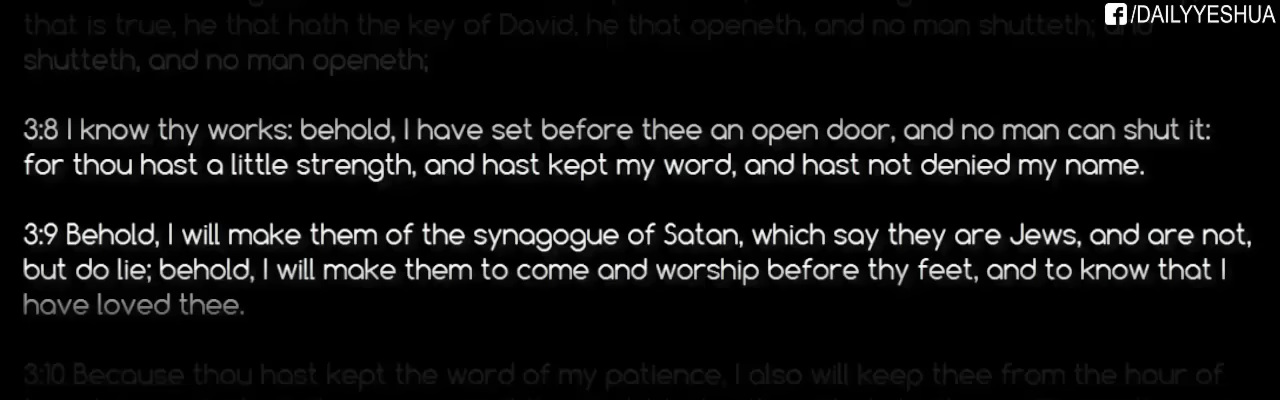 /DAILYYESHUA
that is true, he that hath the key of David, he that openeth, and no man shutteth; and
shutteth, and no man openeth;
3:8 I know thy works: behold, I have set before thee an open door, and no man can shut it:
for thou hast a little strength, and hast kept my word, and hast not denied my name.
3:9 Behold, I will make them of the synagogue of Satan, which say they are Jews, and are not,
but do lie; behold, I will make them to come and worship before thy feet, and to know that I
have loved thee.
3:10 Because thou hast kept the word of my patience, I also will keep thee from the hour of